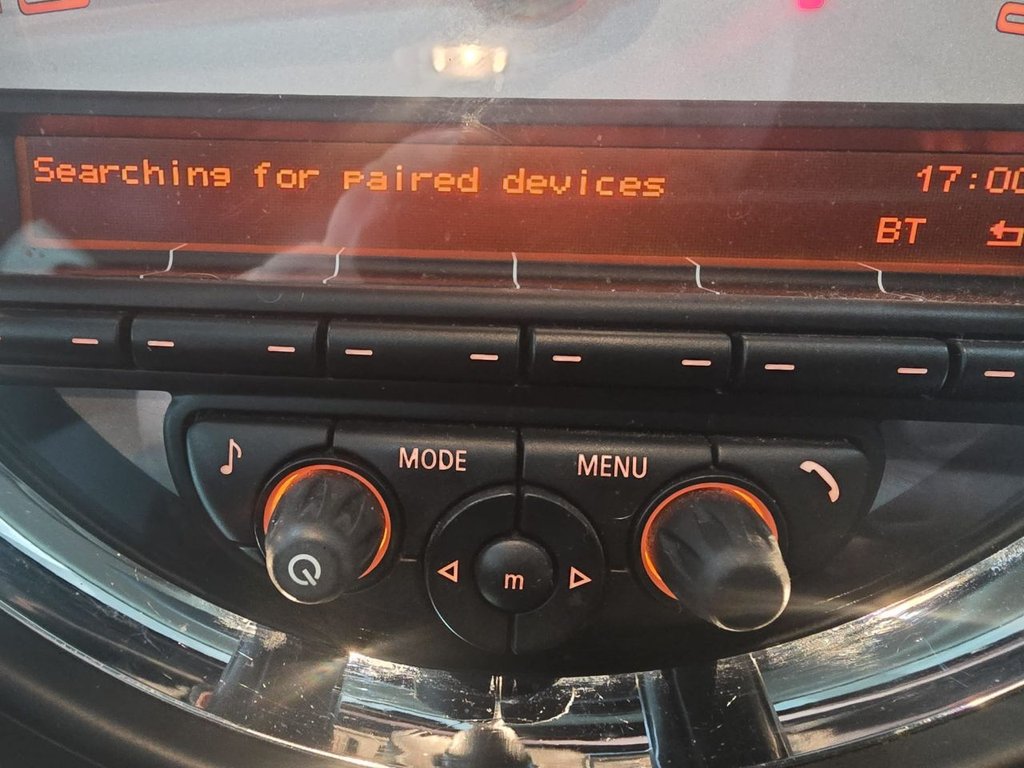 Searching for paired devices 17:00
BT
MODE MENU
m